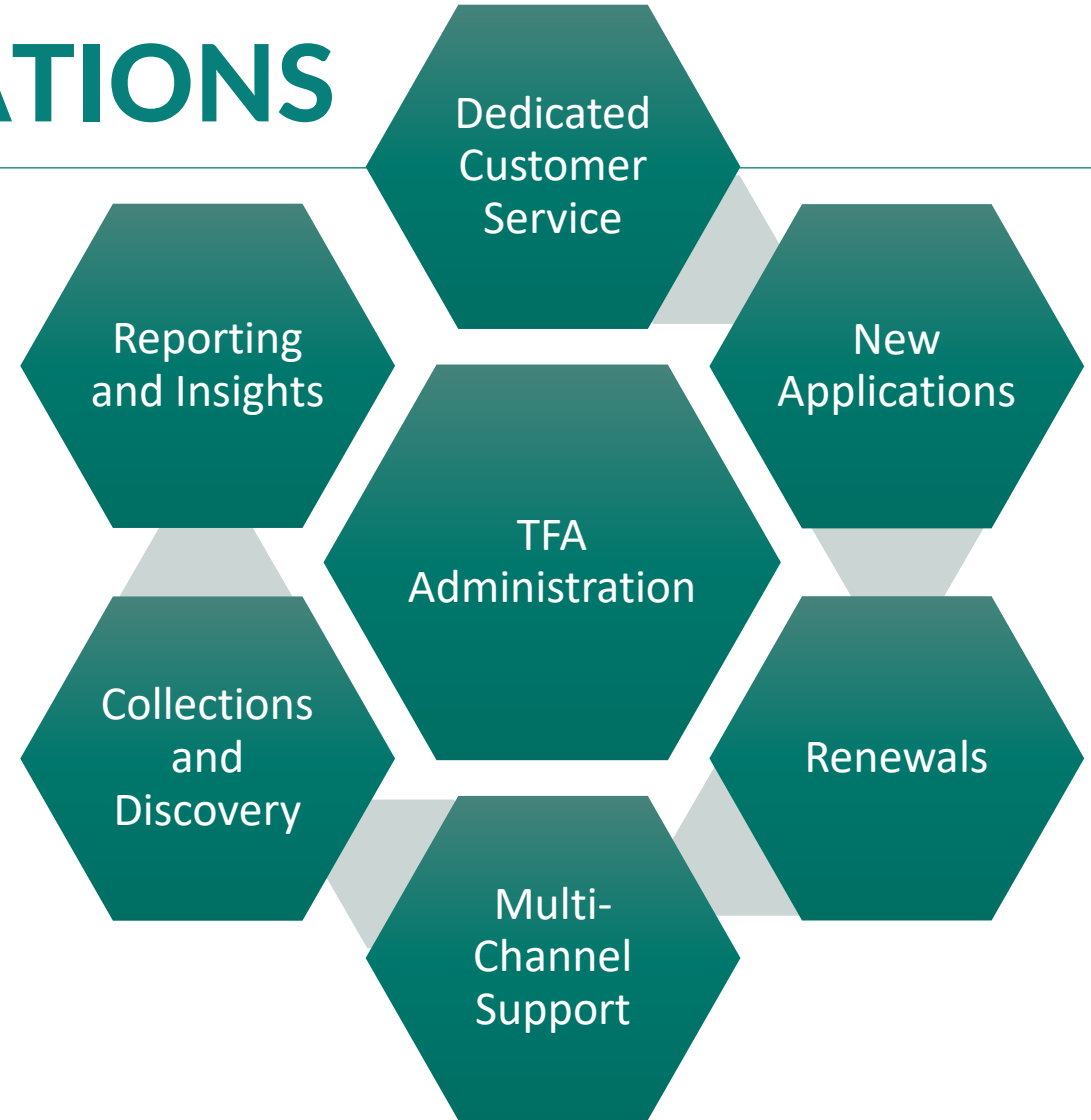 ATIONS
Dedicated
Customer
Service
Reporting
and Insights
New
Applications
TFA
Administration
Collections
and
Discovery
Renewals
Multi-
Channel
Support